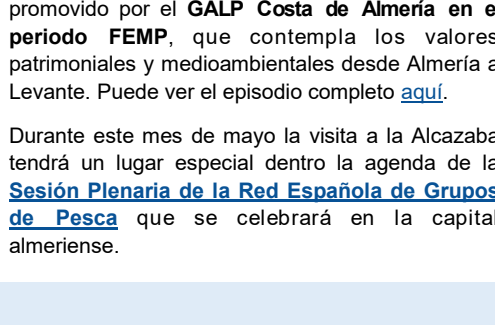 promovido por el GALP Costa de Almería en e
periodo FEMP, que contempla los valores
patrimoniales y medioambientales desde Almería a
Levante. Puede ver el episodio completo aquí.
Durante este mes de mayo la visita a la Alcazaba
tendrá un lugar especial dentro la agenda de la
Sesión Plenaria de la Red Española de Grupos
de Pesca que se celebrará en la capital
almeriense.